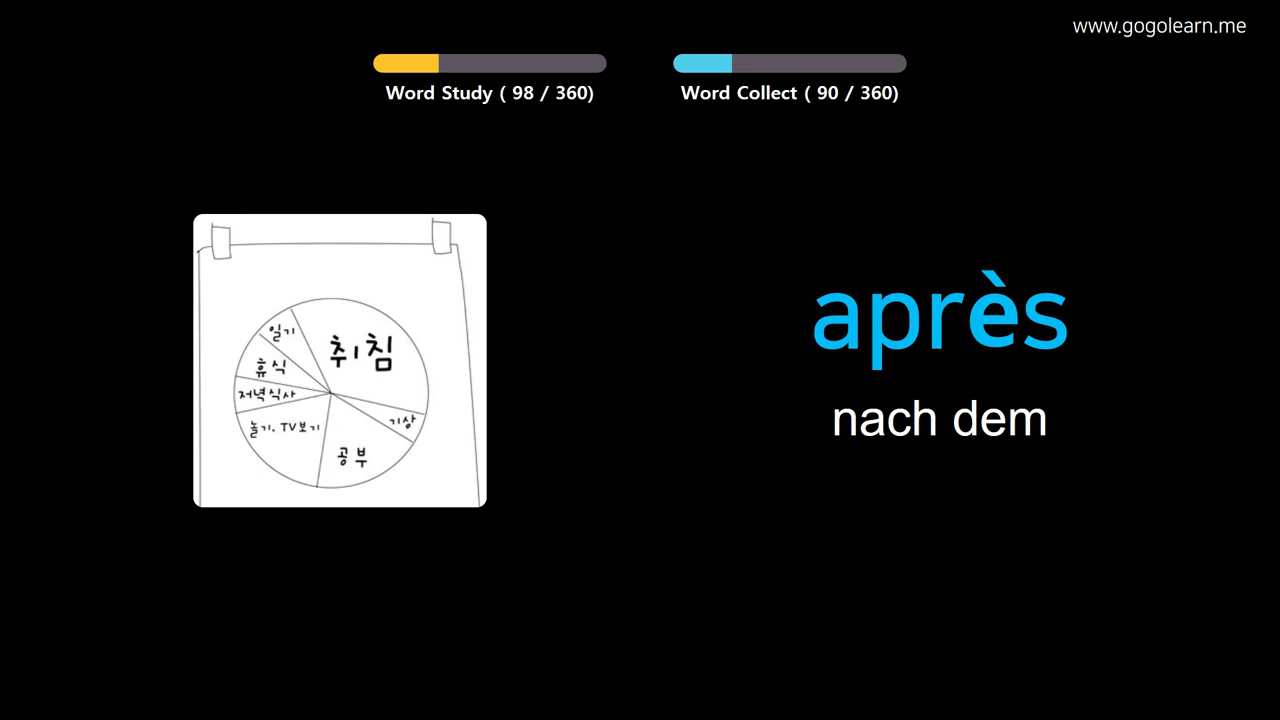 www.gogolearn.me
Word Study ( 98 / 360)
Word Collect ( 90 / 360)
일기
취침
휴식
저녁식사
기상
놀기. TV보기
공부
après
nach dem